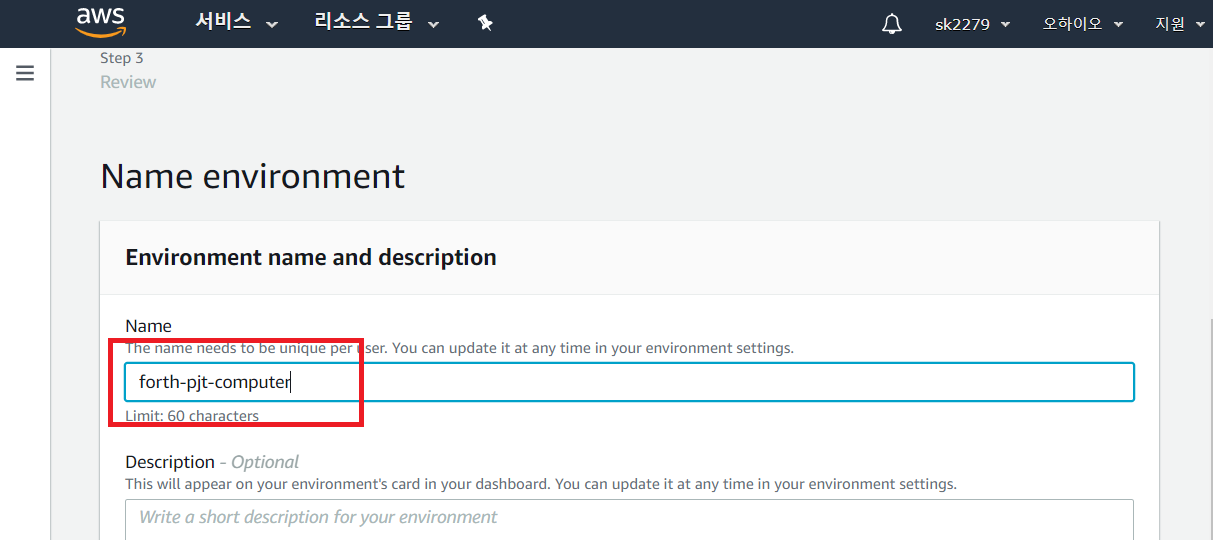 aws 서비스 리소스 그룹 sk2279 오하이오 지원
Step 3
Review
Name environment
Environment name and description
Name
The name needs to be unique per user. You can update it at any time in your environment settings.
forth-pjt-computer
Limit: 60 characters
Description - Optional
This will appear on your environment's card in your dashboard. You can update it at any time in your environment settings.
Write a short description for your environment